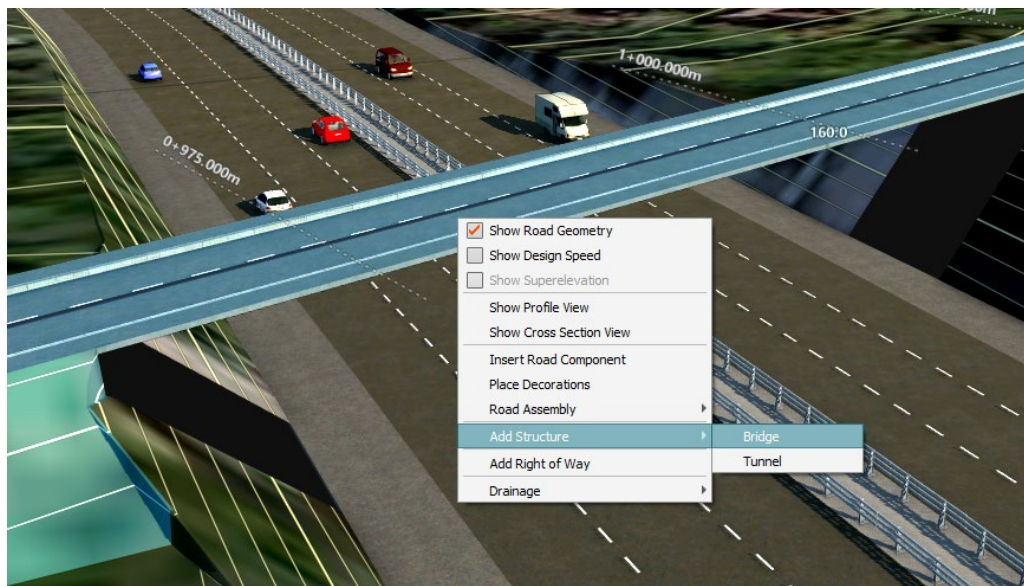 1+000.000m
160.0
0+975.000m
Show Road Geometry
Show Design Speed
Show Superelevation
Show Profile View
Show Cross Section View
Insert Road Component
Place Decorations
Road Assembly
Add Structure
Bridge
Add Right of Way
Tunnel
Drainage